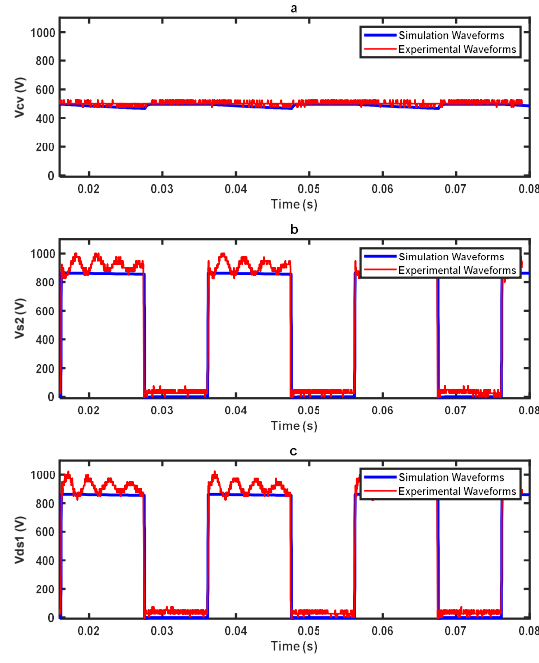 a
1000
800
600
400
200
0
Vcv (V)
Simulation Waveforms
Experimental Waveforms
0.02 0.03 0.04 0.05 0.06 0.07 0.08
Time (s)
b
1000
800
600
400
200
0
Vs2 (V)
Simulation Waveforms
Experimental Waveforms
0.02 0.03 0.04 0.05 0.06 0.07 0.08
Time (s)
c
1000
800
600
400
200
0
Vds1 (V)
Simulation Waveforms
Experimental Waveforms
0.02 0.03 0.04 0.05 0.06 0.07 0.08
Time (s)